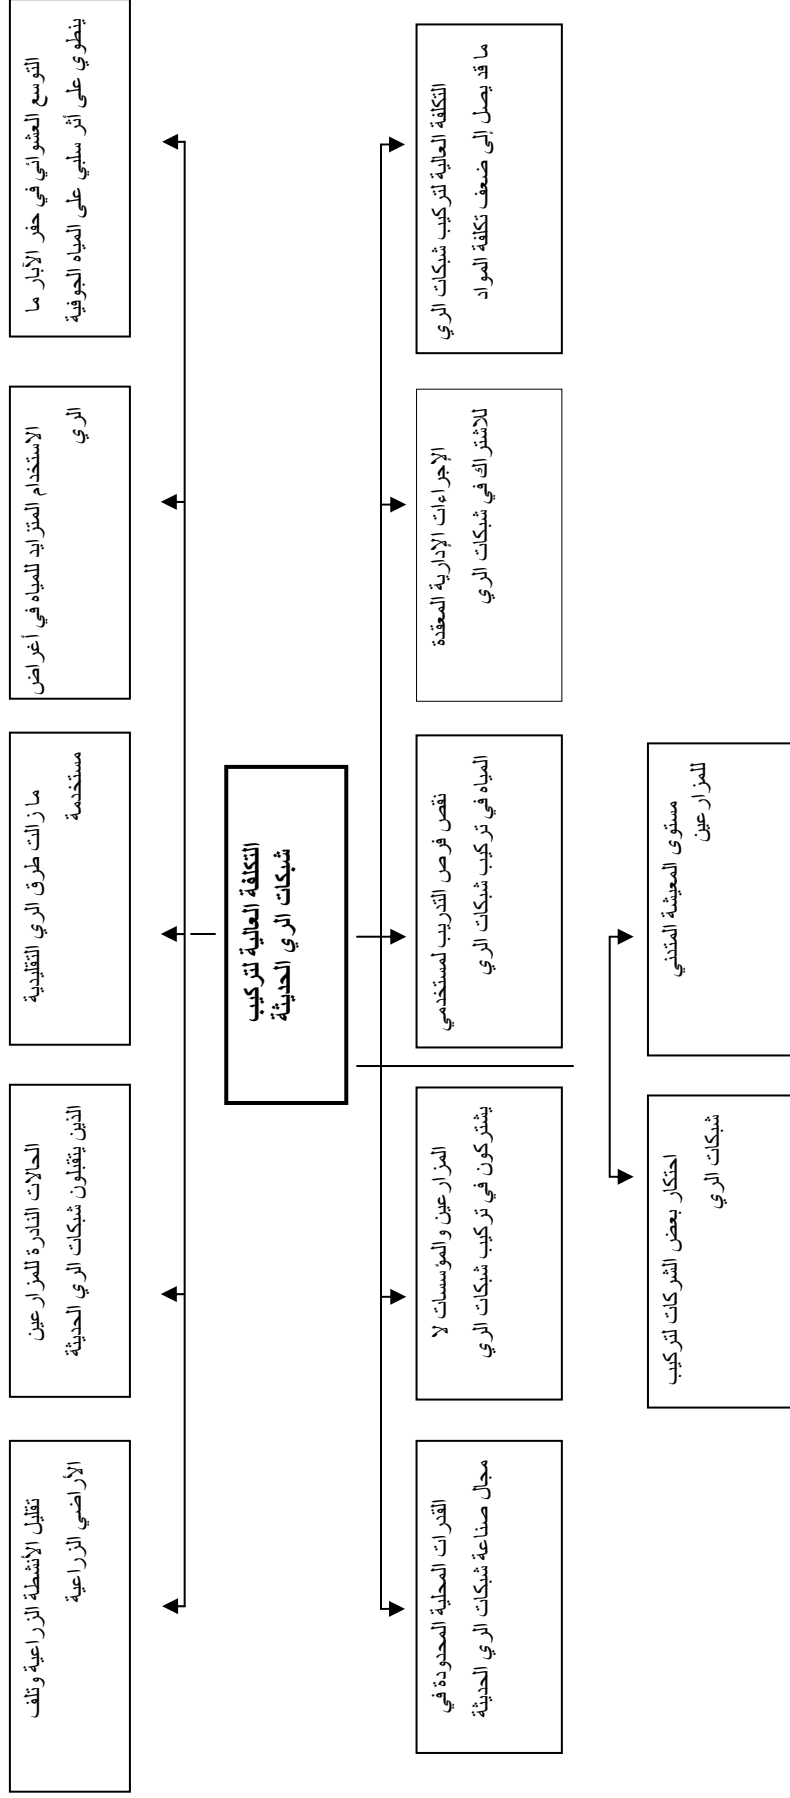 التوسع العشوائي في حفر الآبار ما
ينطوي على أثر سلبي على المياه الجوفية
الاستخدام المتزايد للمياه في أغراض
الري
ما زالت طرق الري التقليدية
مستخدمة
الحالات النادرة للمزارعين
الذين يتقبلون شبكات الري الحديثة
تقليل الأنشطة الزراعية وتلف
الأراضي الزراعية
التكلفة العالية لتركيب
شبكات الري الحديثة
التكلفة العالية لتركيب شبكات الري
ما قد يصل إلى ضعف تكلفة المواد
الإجراءات الإدارية المعقدة
للاشتراك في شبكات الري
نقص فرص التدريب لمستخدمي
المياه في تركيب شبكات الري
المزارعين والمؤسسات لا
يشتركون في تركيب شبكات الري
القدرات المحلية المحدودة في
مجال صناعة شبكات الري الحديثة
مستوى المعيشة المتدني
للمزارعين
احتكار بعض الشركات لتركيب
شبكات الري